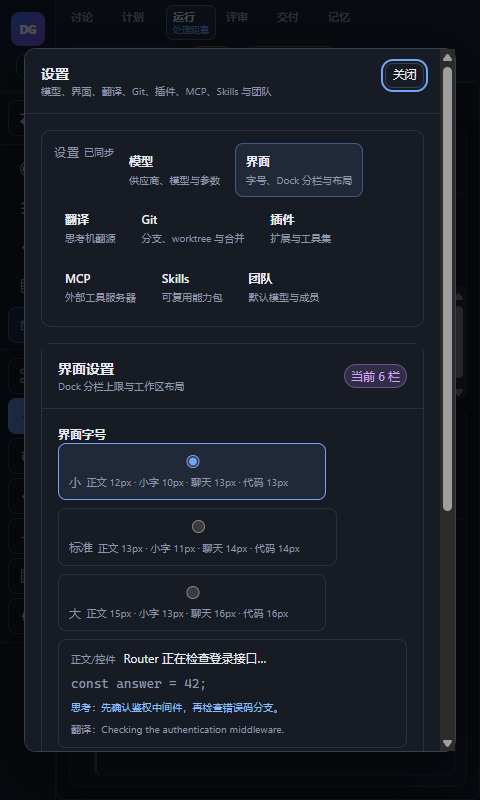 DG
讨论 计划 运行 评审 交付 记忆
处理阻塞
设置
模型、界面、翻译、Git、插件、MCP、Skills 与团队
关闭
设置 已同步
模型
供应商、模型与参数
界面
字号、Dock 分栏与布局
翻译
思考机翻源
Git
分支、worktree 与合并
插件
扩展与工具集
MCP
外部工具服务器
Skills
可复用能力包
团队
默认模型与成员
界面设置
Dock 分栏上限与工作区布局
当前 6 栏
界面字号
小 正文 12px · 小字 10px · 聊天 13px · 代码 13px
标准 正文 13px · 小字 11px · 聊天 14px · 代码 14px
大 正文 15px · 小字 13px · 聊天 16px · 代码 16px
正文/控件 Router 正在检查登录接口...
const answer = 42;
思考：先确认鉴权中间件，再检查错误码分支。
翻译：Checking the authentication middleware.